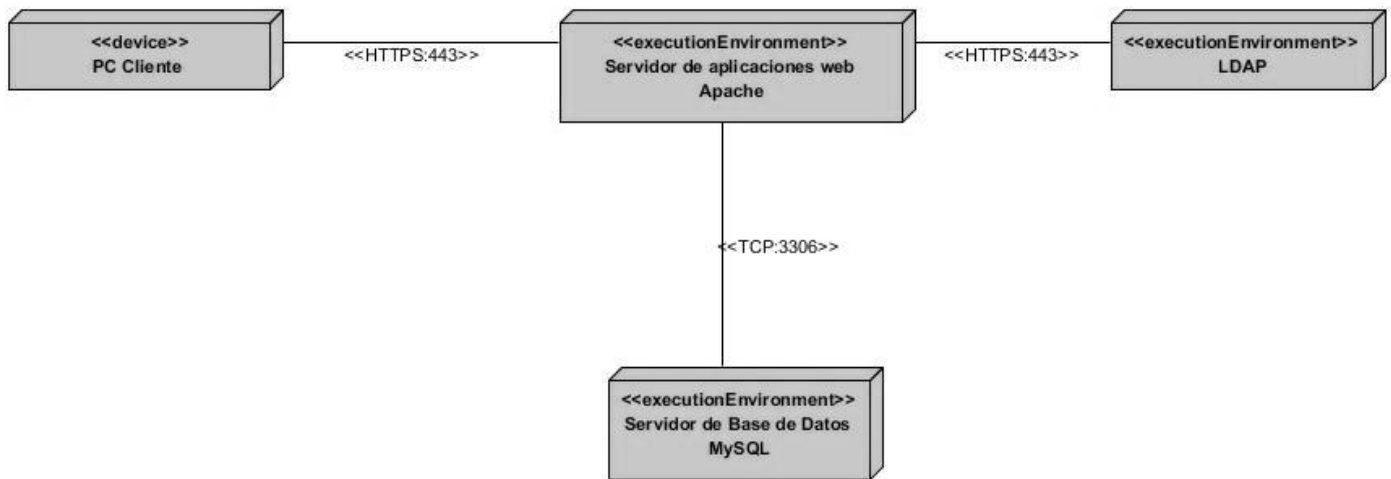 <<device>>
PC Cliente
<<HTTPS:443>>
<<executionEnvironment>>
Servidor de aplicaciones web
Apache
<<HTTPS:443>>
<<executionEnvironment>>
LDAP
<<TCP:3306>>
<<executionEnvironment>>
Servidor de Base de Datos
MySQL